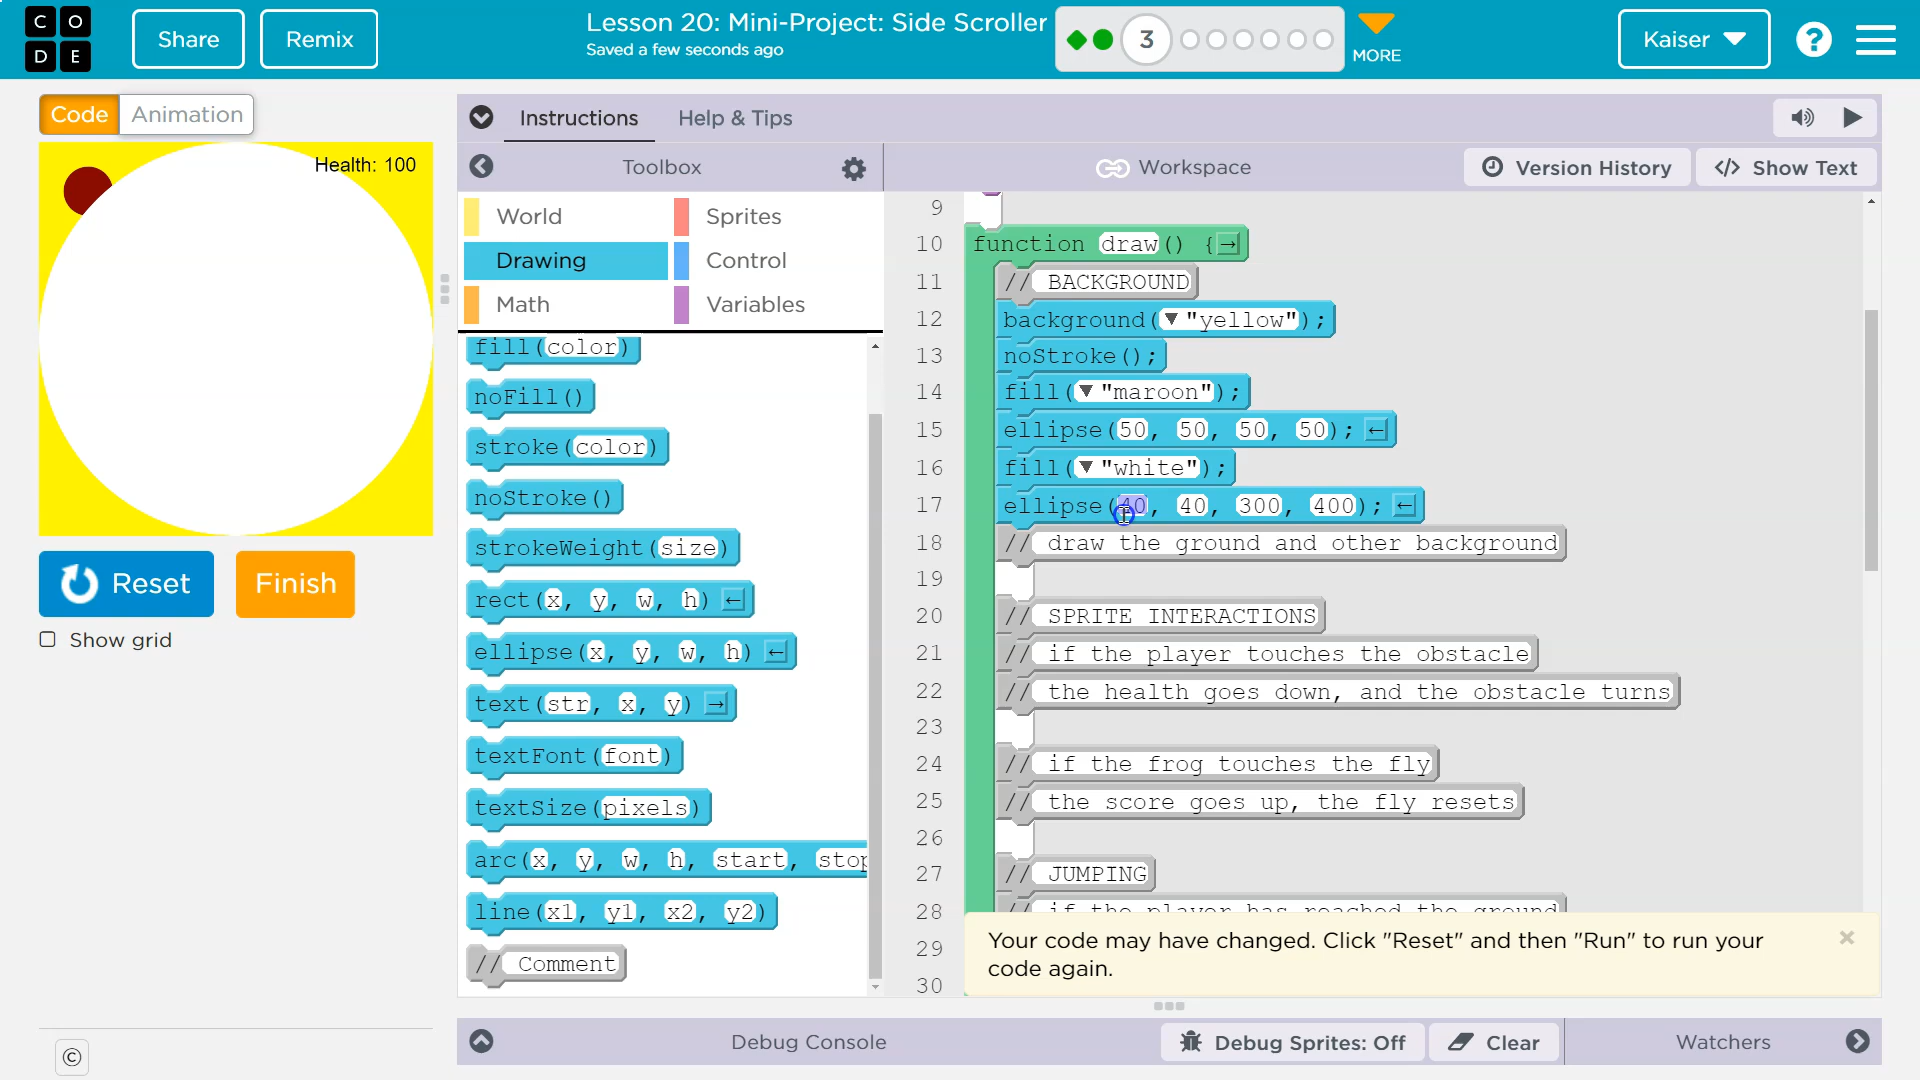 C O D E
Share
Remix
Lesson 20: Mini-Project: Side Scroller
Saved a few seconds ago
3
MORE
Kaiser
?
Code
Animation
Instructions
Help & Tips
Toolbox
Workspace
Version History
</> Show Text
Health: 100
World
Sprites
Drawing
Control
Math
Variables
fill(color)
noFill()
stroke(color)
noStroke()
strokeWeight(size)
rect(x, y, w, h) ←
ellipse(x, y, w, h) ←
text(str, x, y) →
textFont(font)
textSize(pixels)
arc(x, y, w, h, start, stop
line(x1, y1, x2, y2)
// Comment
9
10 function draw() { →
11 // BACKGROUND
12 background(▼ "yellow");
13 noStroke();
14 fill(▼ "maroon");
15 ellipse(50, 50, 50, 50); ←
16 fill(▼ "white");
17 ellipse(40, 40, 300, 400); ←
18 // draw the ground and other background
19
20 // SPRITE INTERACTIONS
21 // if the player touches the obstacle
22 // the health goes down, and the obstacle turns
23
24 // if the frog touches the fly
25 // the score goes up, the fly resets
26
27 // JUMPING
28 // if the player has reached the ground
29
30
Your code may have changed. Click "Reset" and then "Run" to run your
code again.
×
Reset
Finish
Show grid
©
Debug Console
Debug Sprites: Off
Clear
Watchers